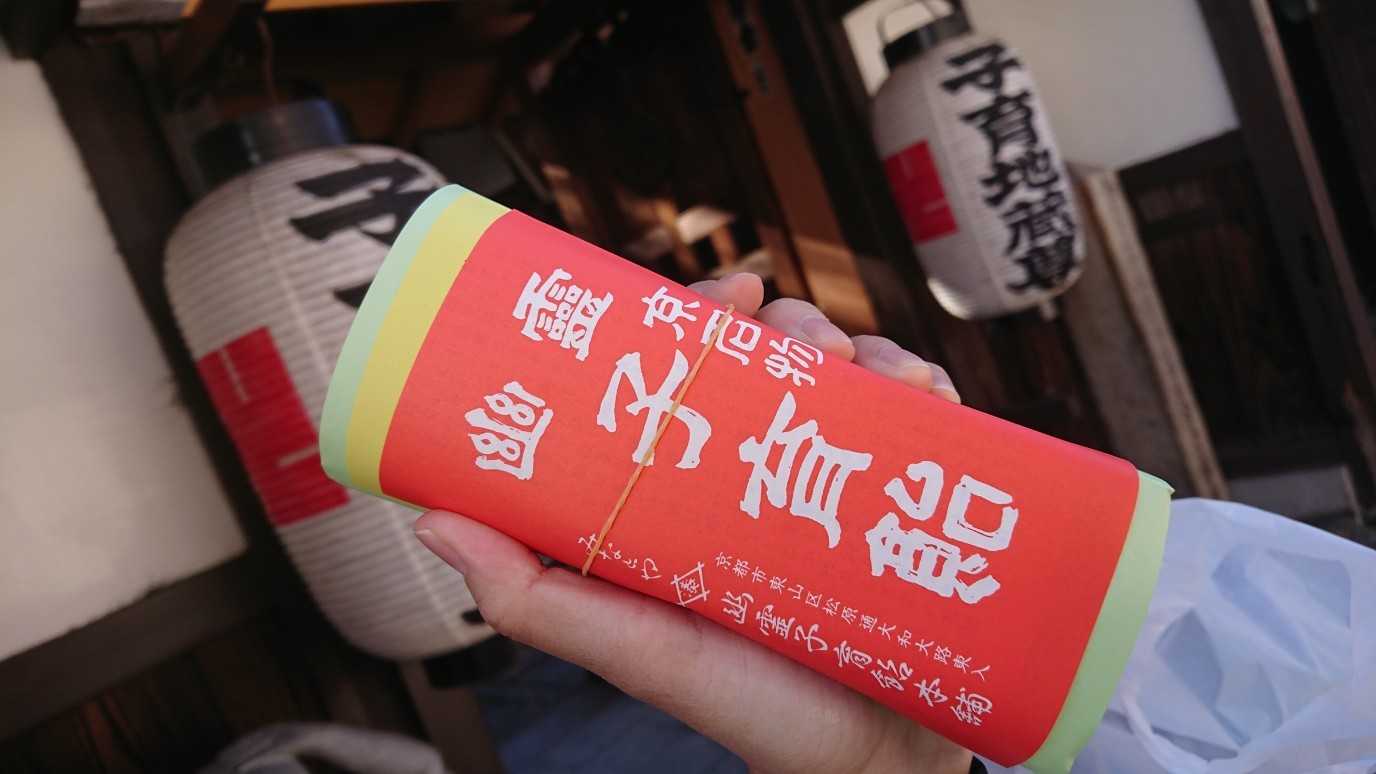 京名物
幽靈
子育飴
みなとや
京都市東山区松原通大和大路東入
幽霊子育飴本舗
子
子育地蔵尊